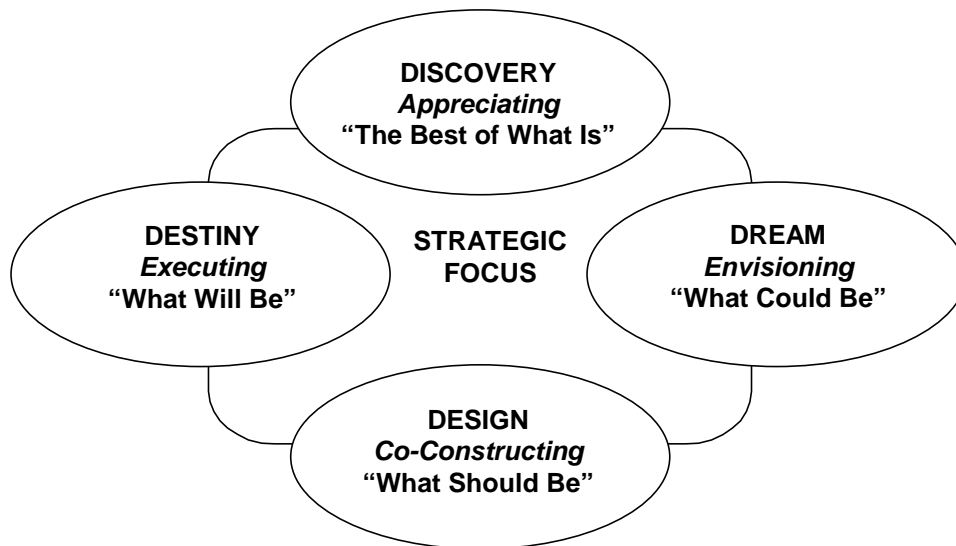 DISCOVERY
Appreciating
“The Best of What Is”
DESTINY
Executing
“What Will Be”
STRATEGIC
FOCUS
DREAM
Envisioning
“What Could Be”
DESIGN
Co-Constructing
“What Should Be”